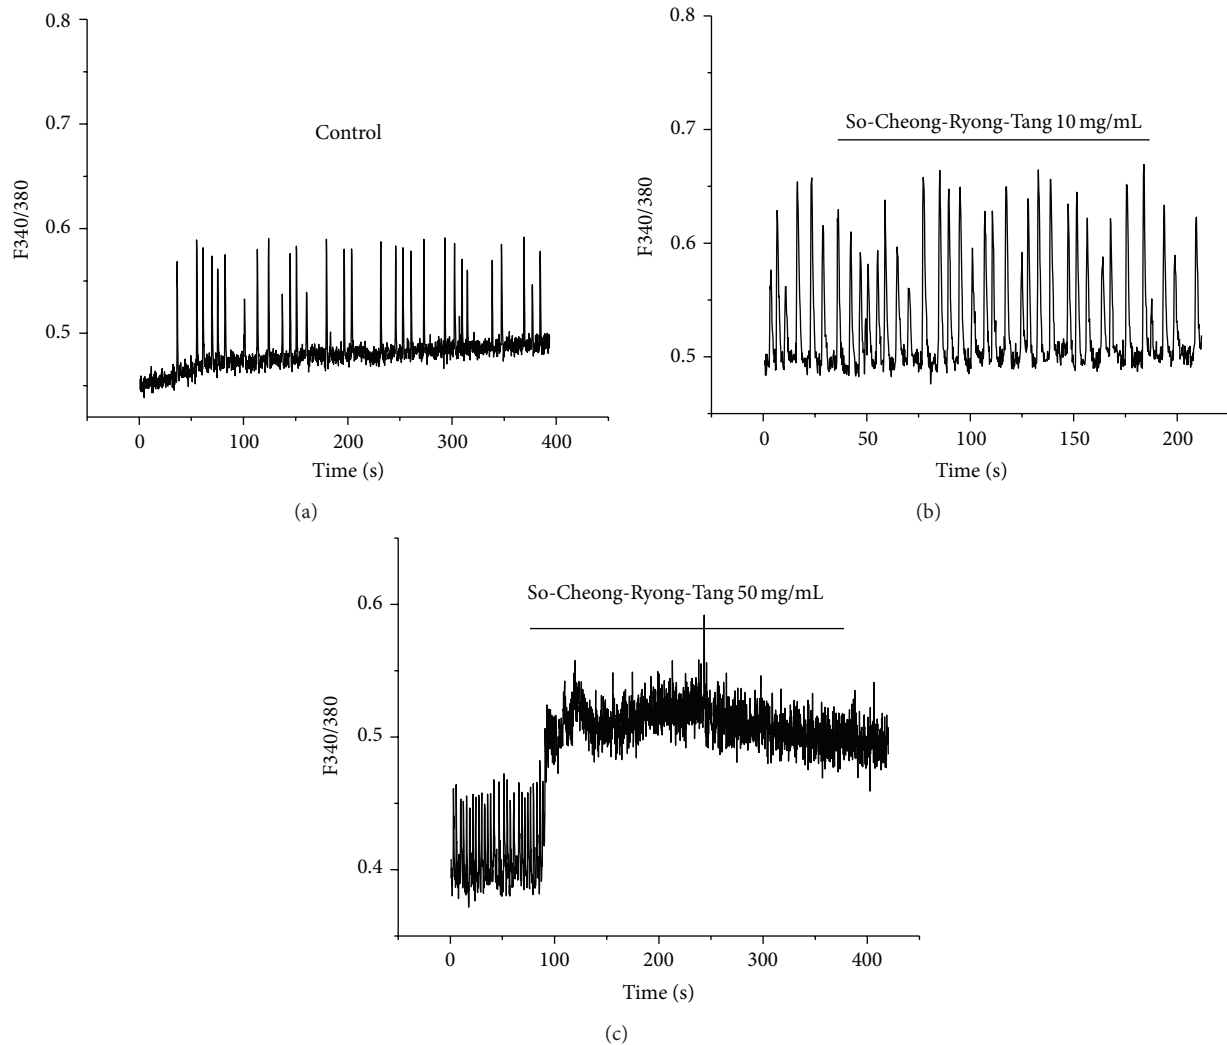 0.8
0.7
0.6
0.5
F340/380
Control
0 100 200 300 400
Time (s)
(a)
0.8
0.7
0.6
0.5
F340/380
So-Cheong-Ryong-Tang 10 mg/mL
0 50 100 150 200
Time (s)
(b)
0.6
0.5
0.4
F340/380
So-Cheong-Ryong-Tang 50 mg/mL
0 100 200 300 400
Time (s)
(c)